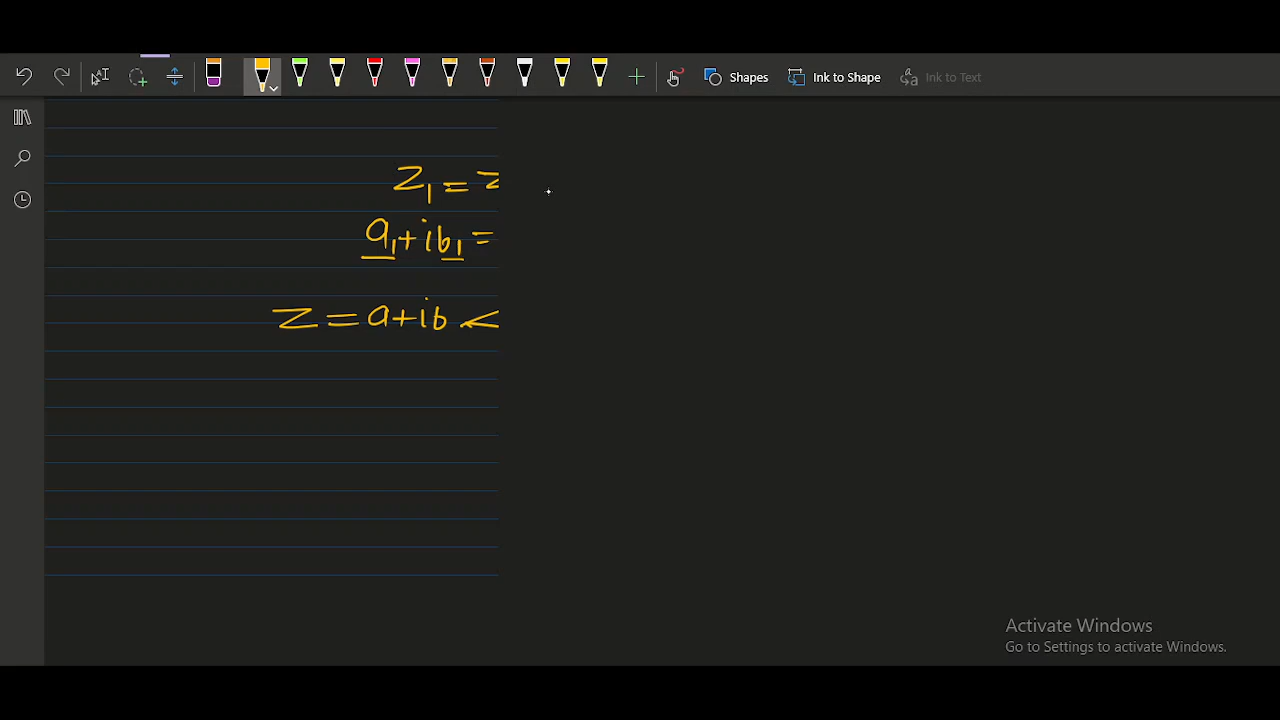 Shapes Ink to Shape Ink to Text
z₁ = z
a₁+ib₁ =
z = a+ib <
Activate Windows
Go to Settings to activate Windows.